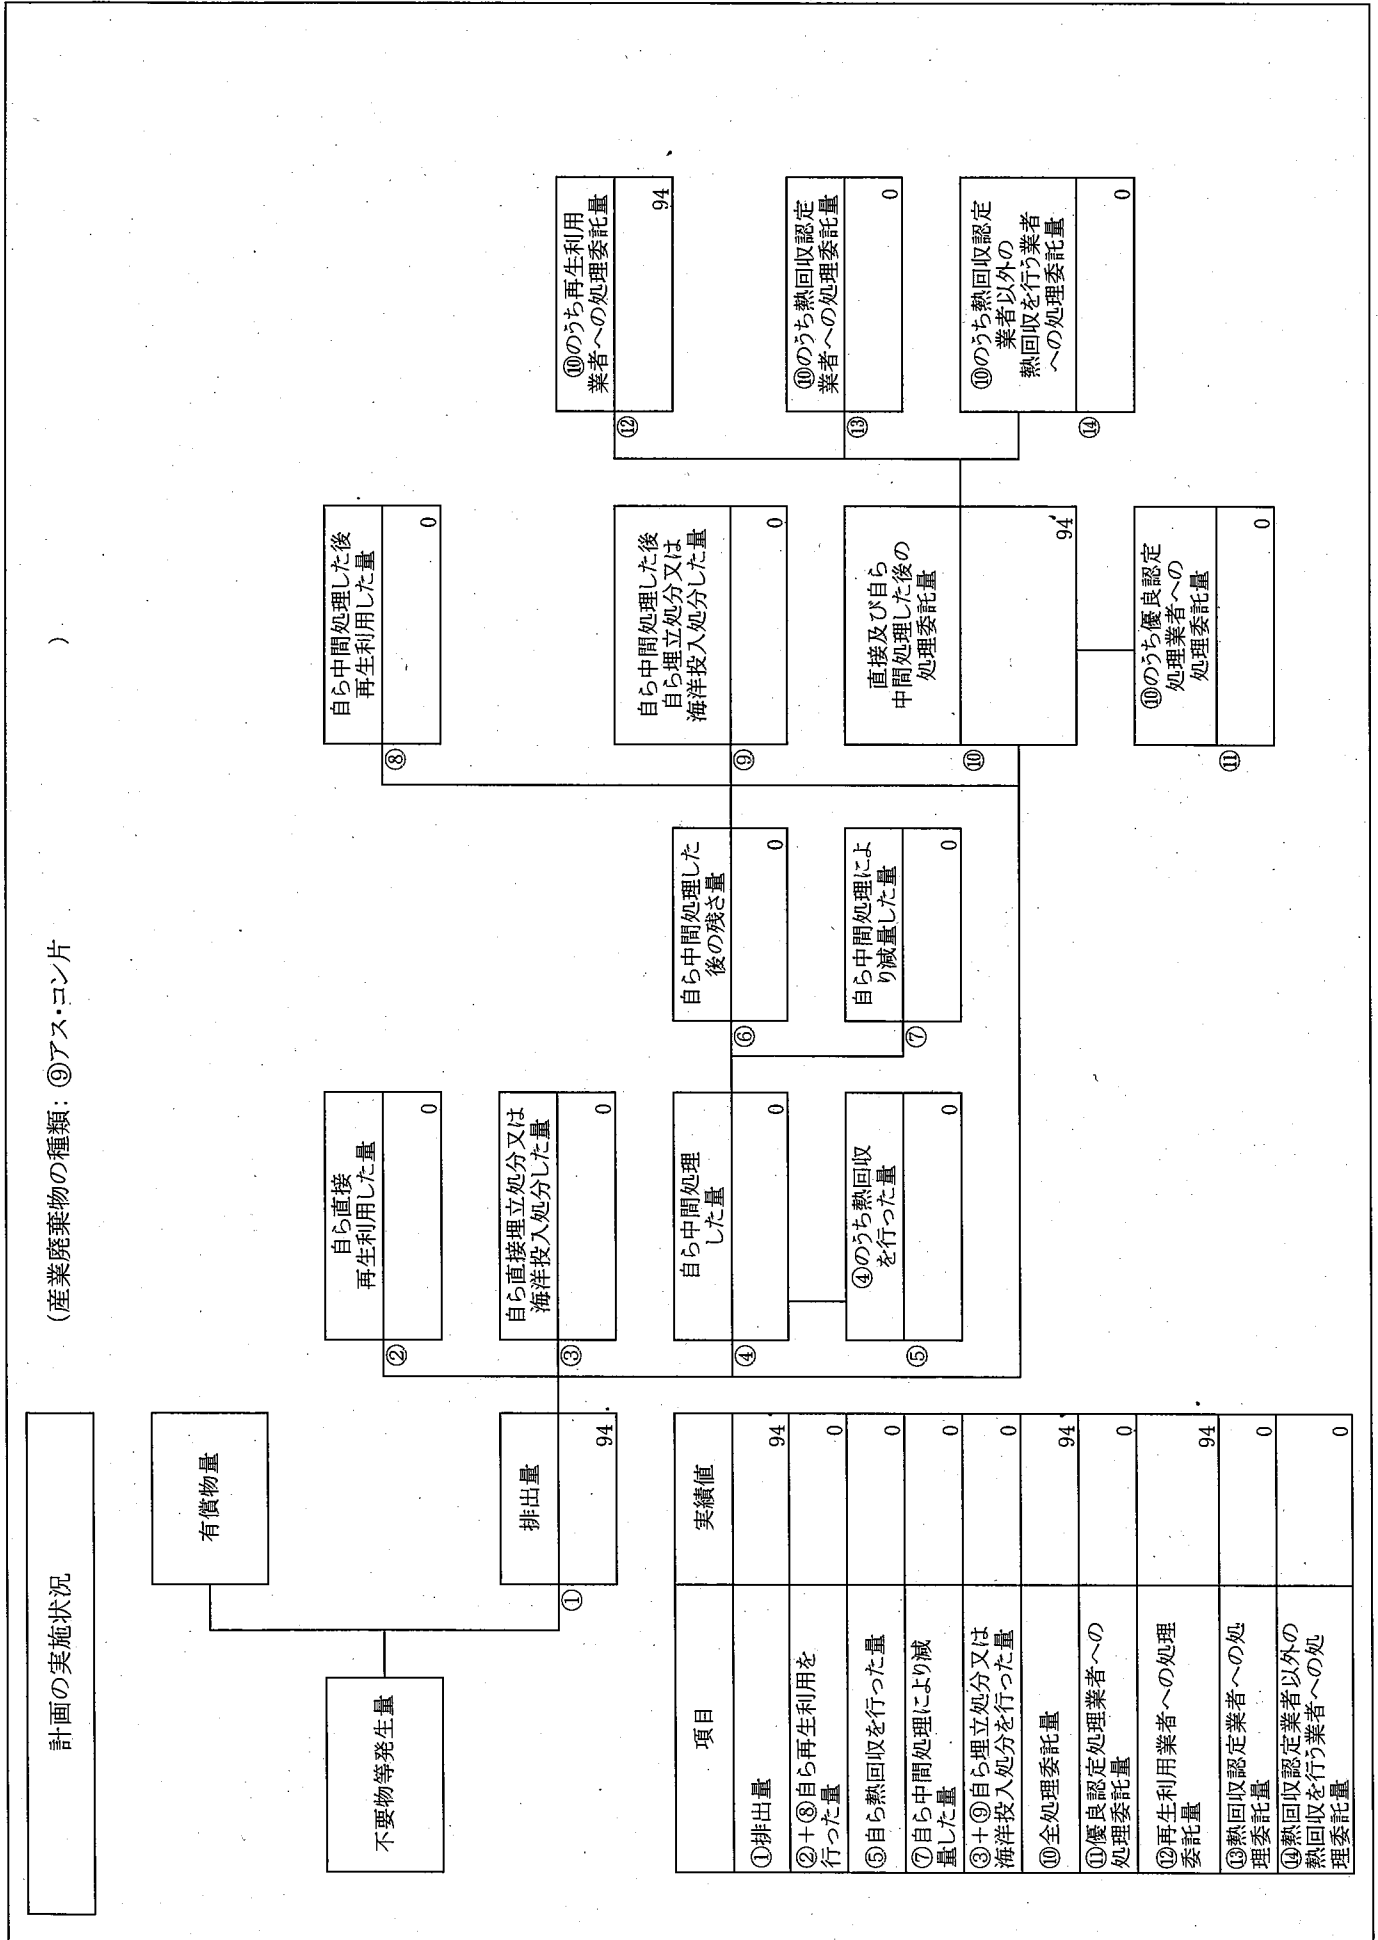 計画の実施状況
(産業廃棄物の種類：⑨アス・コン片 )
不要物等発生量
有償物量
①
排出量
94
②
自ら直接
再生利用した量
0
③
自ら直接埋立処分又は
海洋投入処分した量
0
④
自ら中間処理
した量
0
⑤
④のうち熱回収
を行った量
0
⑥
自ら中間処理した
後の残さ量
0
⑦
自ら中間処理によ
り減量した量
0
⑧
自ら中間処理した後
再生利用した量
0
⑨
自ら中間処理した後
自ら埋立処分又は
海洋投入処分した量
0
⑩
直接及び自ら
中間処理した後の
処理委託量
94
⑪
⑩のうち優良認定
処理業者への
処理委託量
0
⑫
⑩のうち再生利用
業者への処理委託量
94
⑬
⑩のうち熱回収認定
業者への処理委託量
0
⑭
⑩のうち熱回収認定
業者以外の
熱回収を行う業者
への処理委託量
0
項目 実績値
①排出量 94
②+⑧自ら再生利用を
行った量 0
⑤自ら熱回収を行った量 0
⑦自ら中間処理により減
量した量 0
③+⑨自ら埋立処分又は
海洋投入処分を行った量 0
⑩全処理委託量 94
⑪優良認定処理業者への
処理委託量 0
⑫再生利用業者への処理
委託量 94
⑬熱回収認定業者への処
理委託量 0
⑭熱回収認定業者以外の
熱回収を行う業者への処
理委託量 0